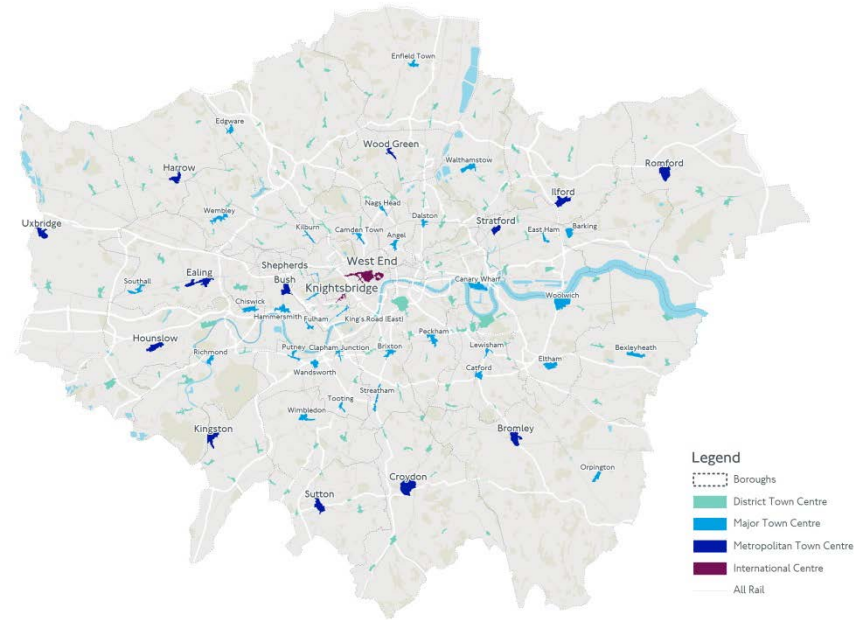 Enfield Town
Edgware
Wood Green
Harrow
Walthamstow
Romford
Ilford
Nags Head
Wembley
Dalston
Stratford
Kilburn
Camden Town
East Ham
Barking
Uxbridge
Angel
West End
Shepherds
Bush
Ealing
Southall
Canary Wharf
Knightsbridge
Woolwich
Chiswick
Hammersmith
Fulham
King's Road (East)
Peckham
Hounslow
Richmond
Putney
Clapham Junction
Brixton
Lewisham
Bexleyheath
Wandsworth
Catford
Eltham
Streatham
Tooting
Wimbledon
Kingston
Bromley
Orpington
Croydon
Sutton
Legend
Boroughs
District Town Centre
Major Town Centre
Metropolitan Town Centre
International Centre
All Rail